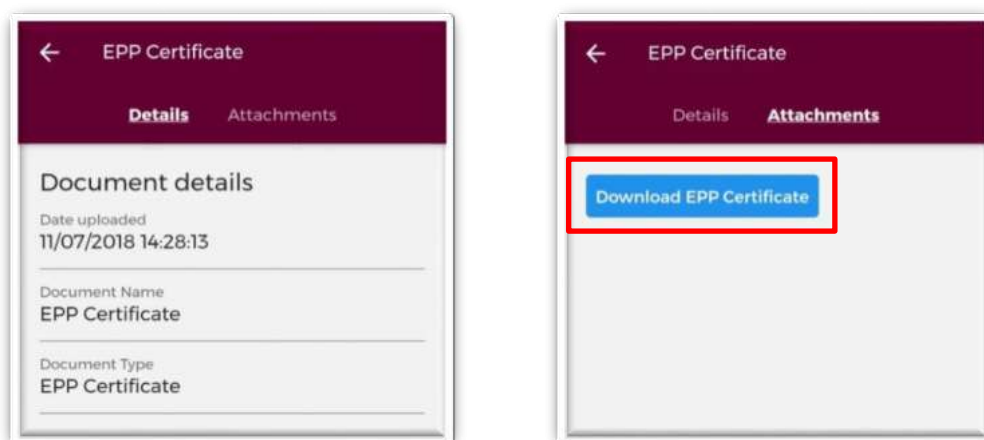 EPP Certificate
Details Attachments
Document details
Date uploaded
11/07/2018 14:28:13
Document Name
EPP Certificate
Document Type
EPP Certificate
EPP Certificate
Details Attachments
Download EPP Certificate